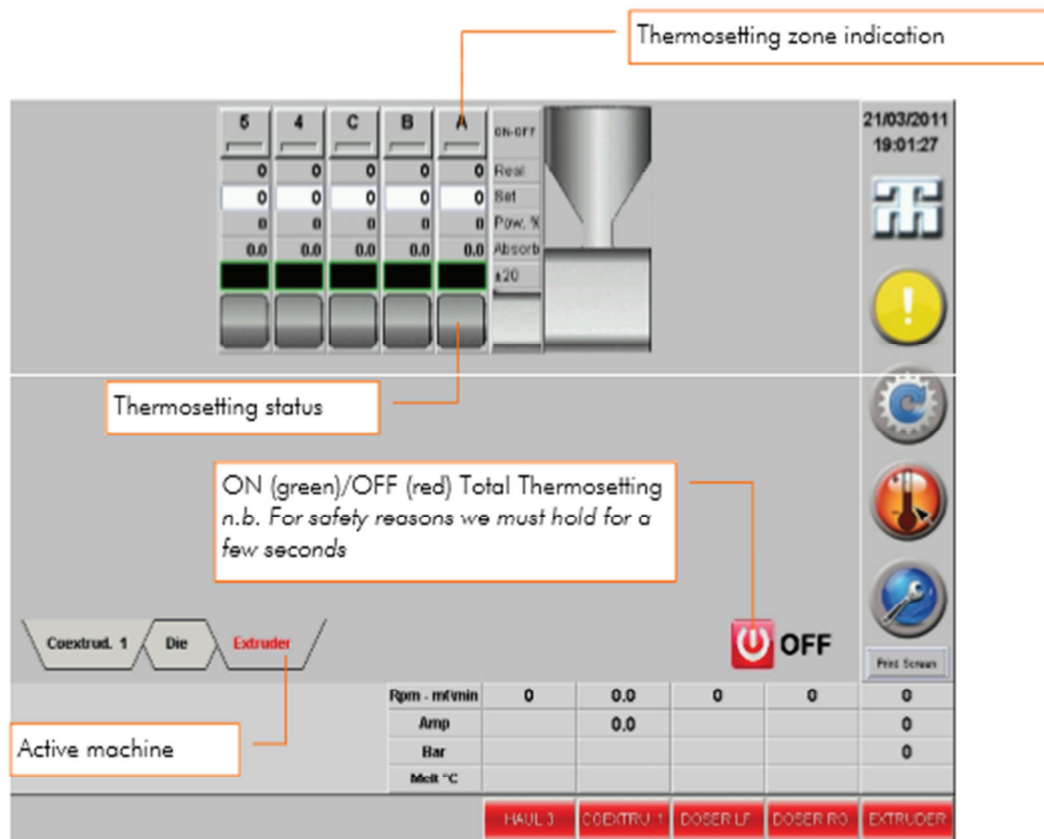 Thermosetting zone indication
5 4 C B A ON-OFF
0 0 0 0 0 Real
0 0 0 0 0 Set
0 0 0 0 0 Pow. %
0.0 0.0 0.0 0.0 0.0 Absorb
±20
21/03/2011
19:01:27
Thermosetting status
ON (green)/OFF (red) Total Thermosetting
n.b. For safety reasons we must hold for a
few seconds
Coextrud. 1 Die Extruder
OFF
Print Screen
Active machine
Rpm - mt/min 0 0.0 0 0 0
Amp 0.0 0
Bar 0
Melt °C
HAUL 3 COEXTRU 1 DOSER LF DOSER RO EXTRUDER